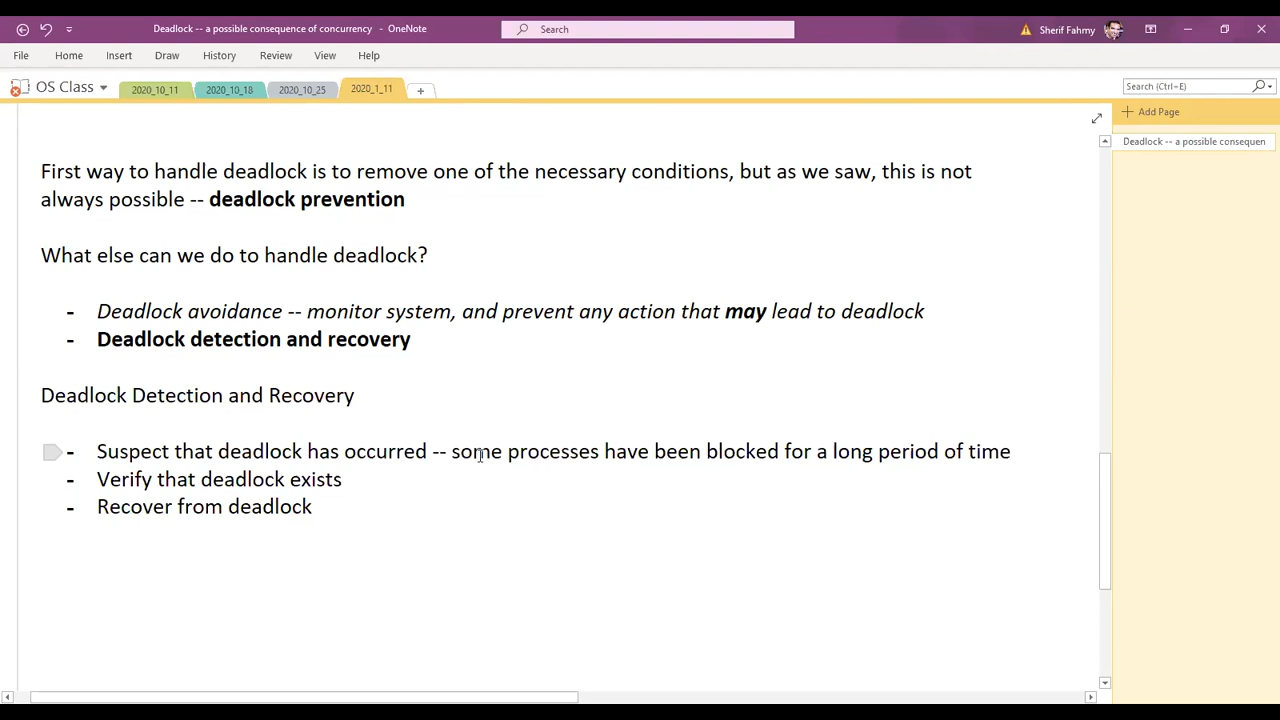 Deadlock -- a possible consequence of concurrency - OneNote
Search
Sherif Fahmy
File Home Insert Draw History Review View Help
OS Class 2020_10_11 2020_10_18 2020_10_25 2020_1_11
Search (Ctrl+E)
Add Page
Deadlock -- a possible consequen
First way to handle deadlock is to remove one of the necessary conditions, but as we saw, this is not
always possible -- deadlock prevention
What else can we do to handle deadlock?
- Deadlock avoidance -- monitor system, and prevent any action that may lead to deadlock
- Deadlock detection and recovery
Deadlock Detection and Recovery
- Suspect that deadlock has occurred -- some processes have been blocked for a long period of time
- Verify that deadlock exists
- Recover from deadlock